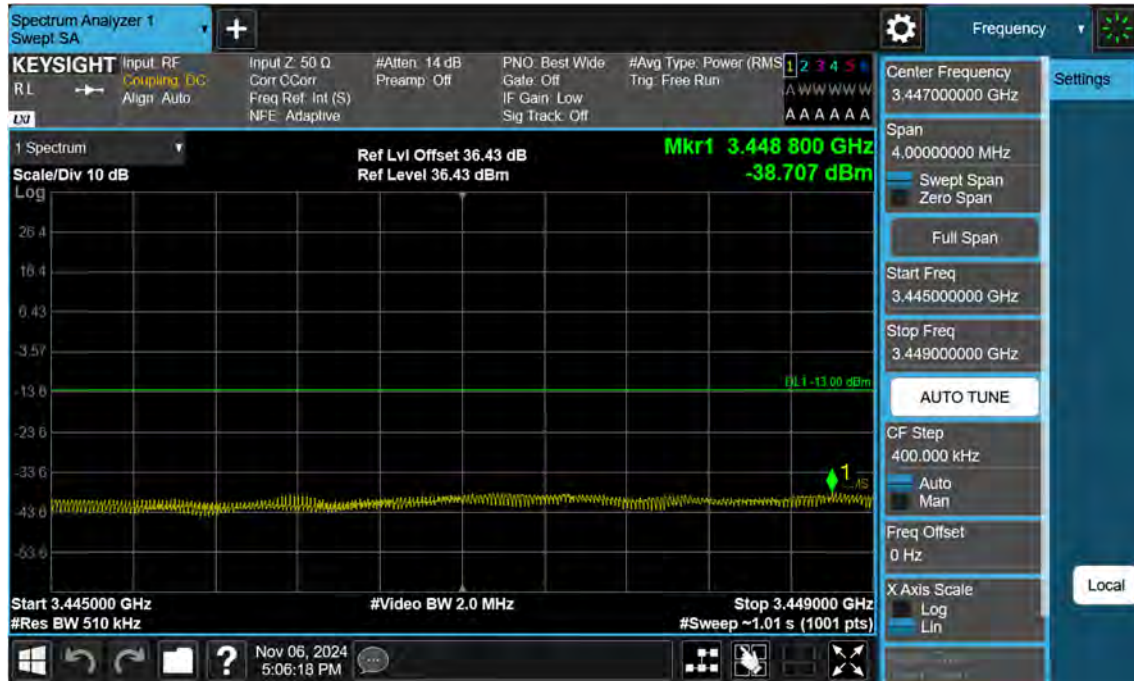 Spectrum Analyzer 1
Swept SA
Frequency
KEYSIGHT
RL
LXI
Input: RF
Coupling: DC
Align: Auto
Input Z: 50 Ω
Corr CCorr
Freq Ref: Int (S)
NFE: Adaptive
#Atten: 14 dB
Preamp: Off
PNO: Best Wide
Gate: Off
IF Gain: Low
Sig Track: Off
#Avg Type: Power (RMS
Trig: Free Run
1 2 3 4 5 6
A W W W W W
A A A A A A
1 Spectrum
Scale/Div 10 dB
Log
Ref Lvl Offset 36.43 dB
Ref Level 36.43 dBm
Mkr1 3.448 800 GHz
-38.707 dBm
26.4
16.4
6.43
-3.57
-13.6
-23.6
-33.6
-43.6
-53.6
DL1 -13.00 dBm
1
Start 3.445000 GHz
#Res BW 510 kHz
#Video BW 2.0 MHz
Stop 3.449000 GHz
#Sweep ~1.01 s (1001 pts)
Nov 06, 2024
5:06:18 PM
Center Frequency
3.447000000 GHz
Span
4.00000000 MHz
Swept Span
Zero Span
Full Span
Start Freq
3.445000000 GHz
Stop Freq
3.449000000 GHz
AUTO TUNE
CF Step
400.000 kHz
Auto
Man
Freq Offset
0 Hz
X Axis Scale
Log
Lin
Settings
Local